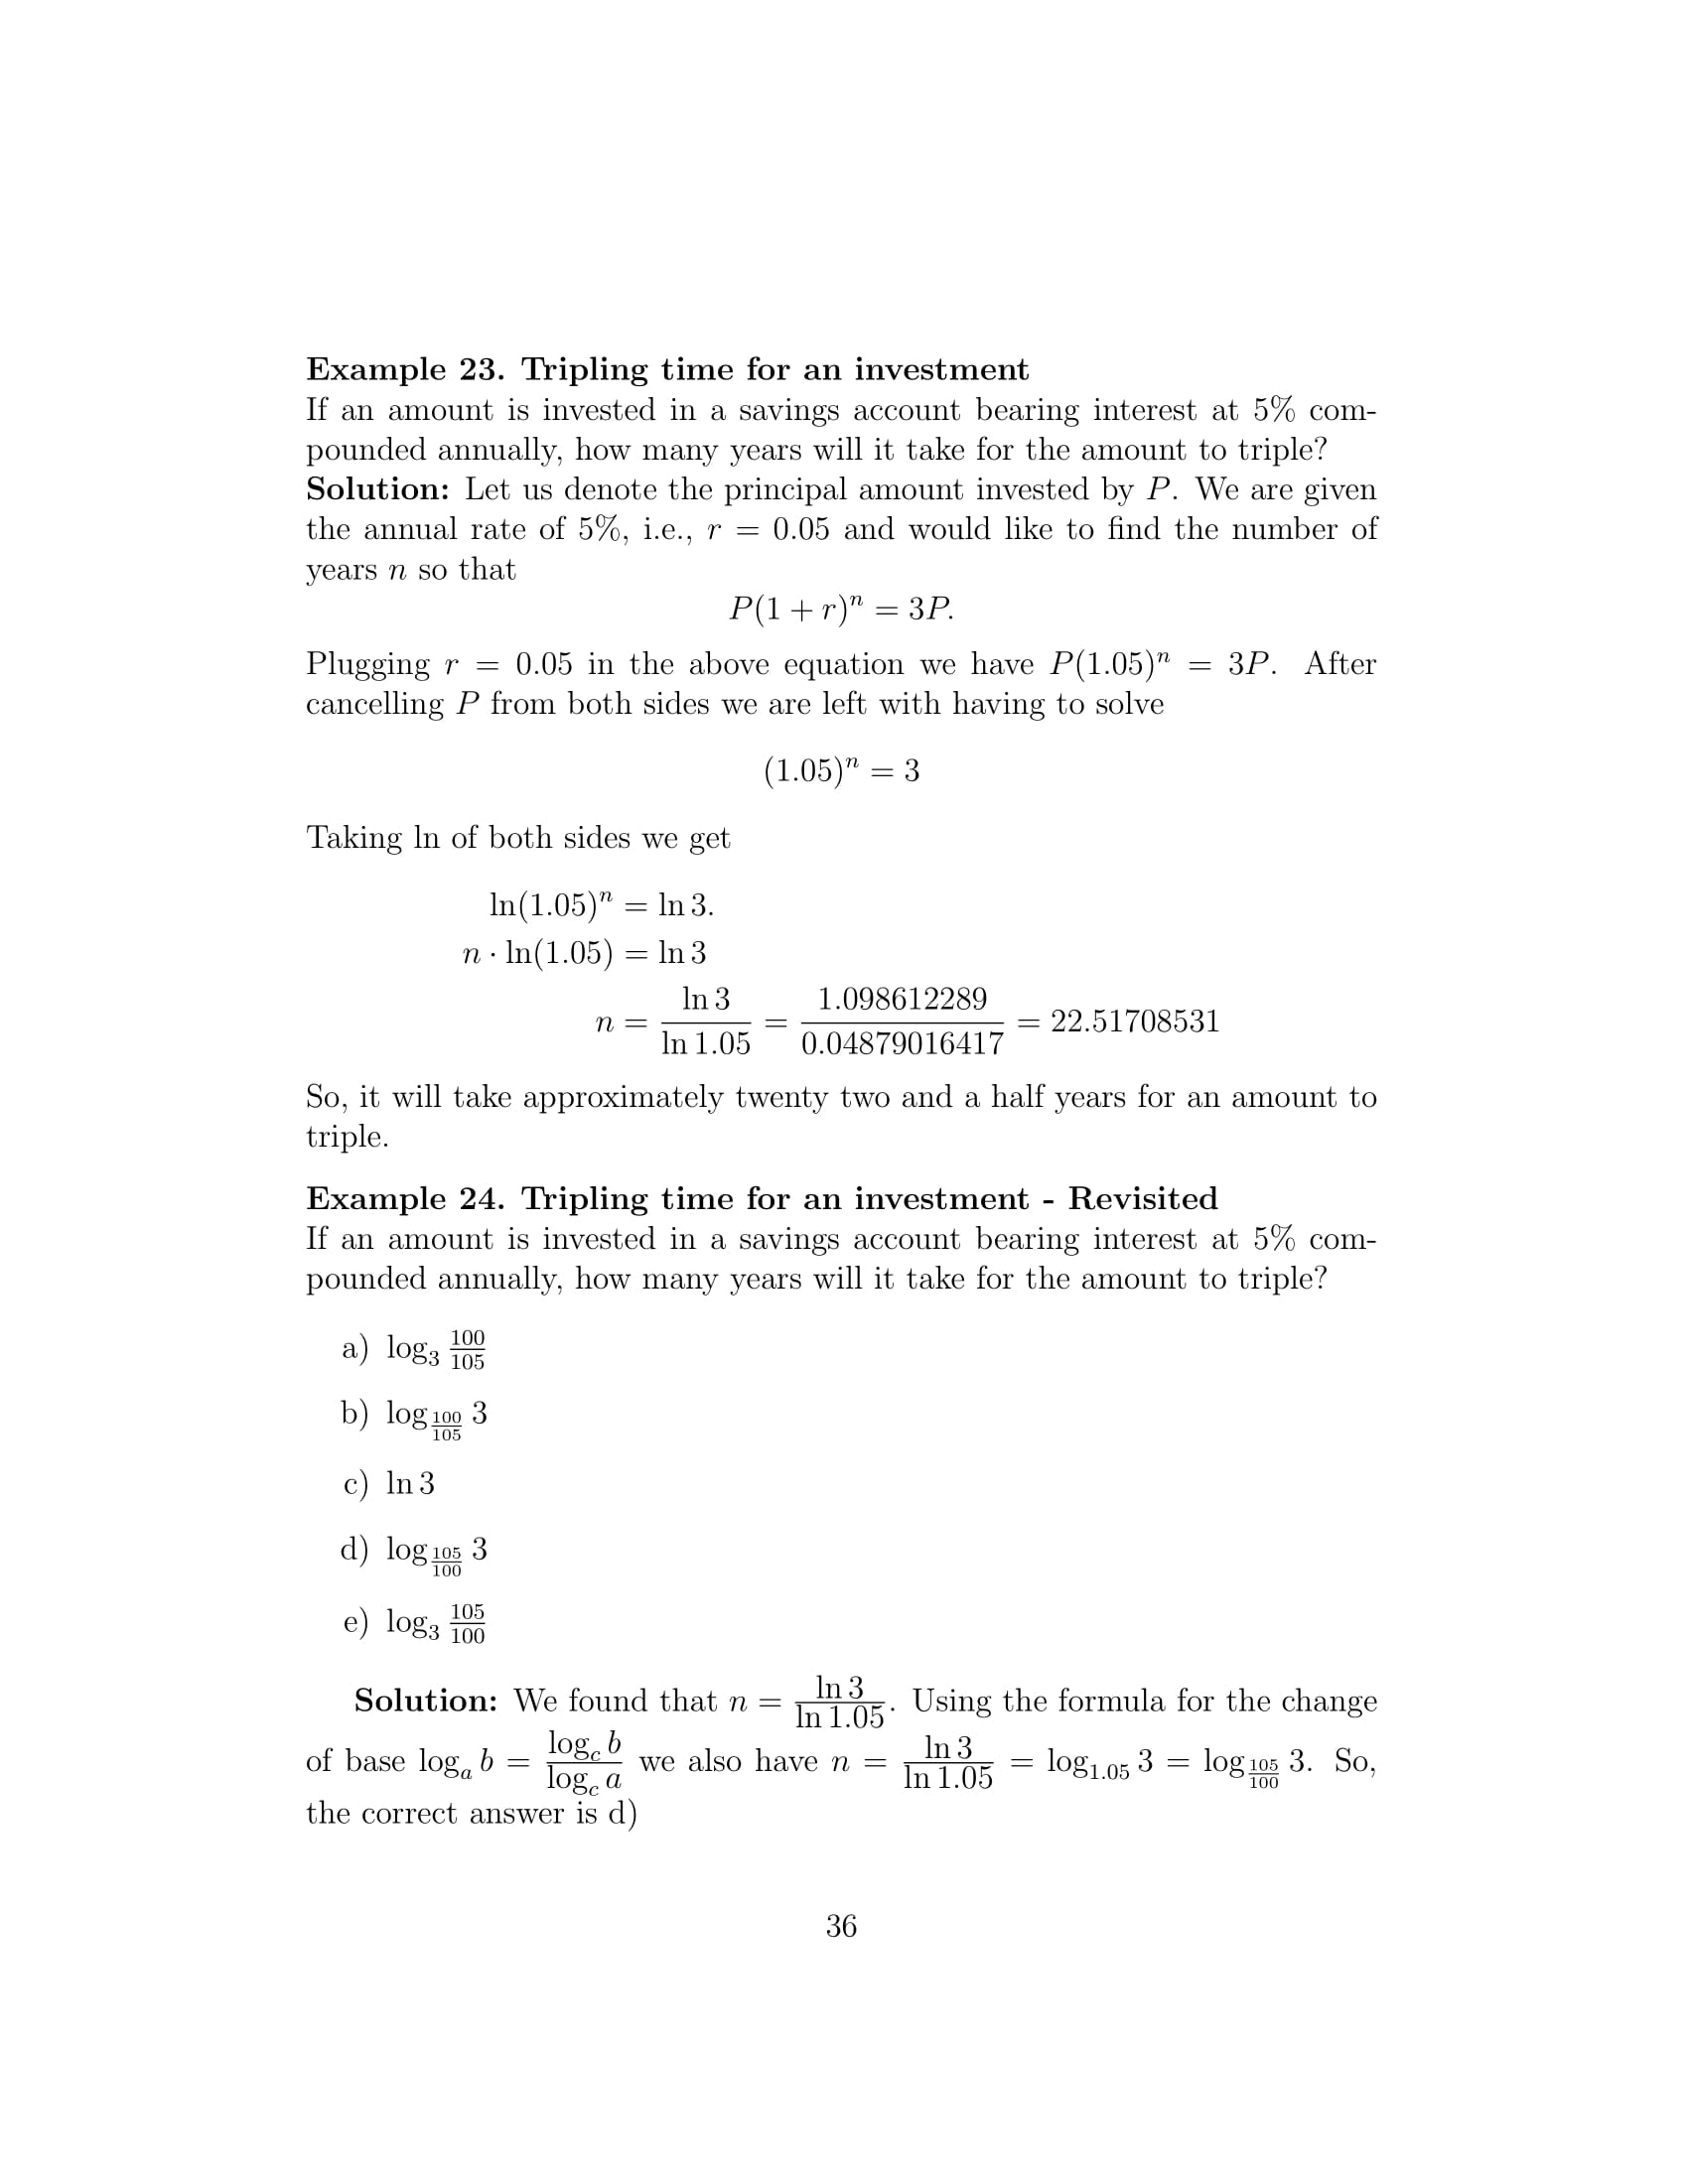 Example 23. Tripling time for an investment
If an amount is invested in a savings account bearing interest at 5% com-
pounded annually, how many years will it take for the amount to triple?
Solution: Let us denote the principal amount invested by P. We are given
the annual rate of 5%, i.e., r = 0.05 and would like to find the number of
years n so that
P(1 + r)^n = 3P.
Plugging r = 0.05 in the above equation we have P(1.05)^n = 3P. After
cancelling P from both sides we are left with having to solve
(1.05)^n = 3
Taking ln of both sides we get
ln(1.05)^n = ln 3.
n · ln(1.05) = ln 3
n = \frac{ln 3}{ln 1.05} = \frac{1.098612289}{0.04879016417} = 22.51708531
So, it will take approximately twenty two and a half years for an amount to
triple.
Example 24. Tripling time for an investment - Revisited
If an amount is invested in a savings account bearing interest at 5% com-
pounded annually, how many years will it take for the amount to triple?
a) log_3 \frac{100}{105}
b) log_{\frac{100}{105}} 3
c) ln 3
d) log_{\frac{105}{100}} 3
e) log_3 \frac{105}{100}
Solution: We found that n = \frac{ln 3}{ln 1.05}. Using the formula for the change
of base log_a b = \frac{log_c b}{log_c a} we also have n = \frac{ln 3}{ln 1.05} = log_{1.05} 3 = log_{\frac{105}{100}} 3. So,
the correct answer is d)
36